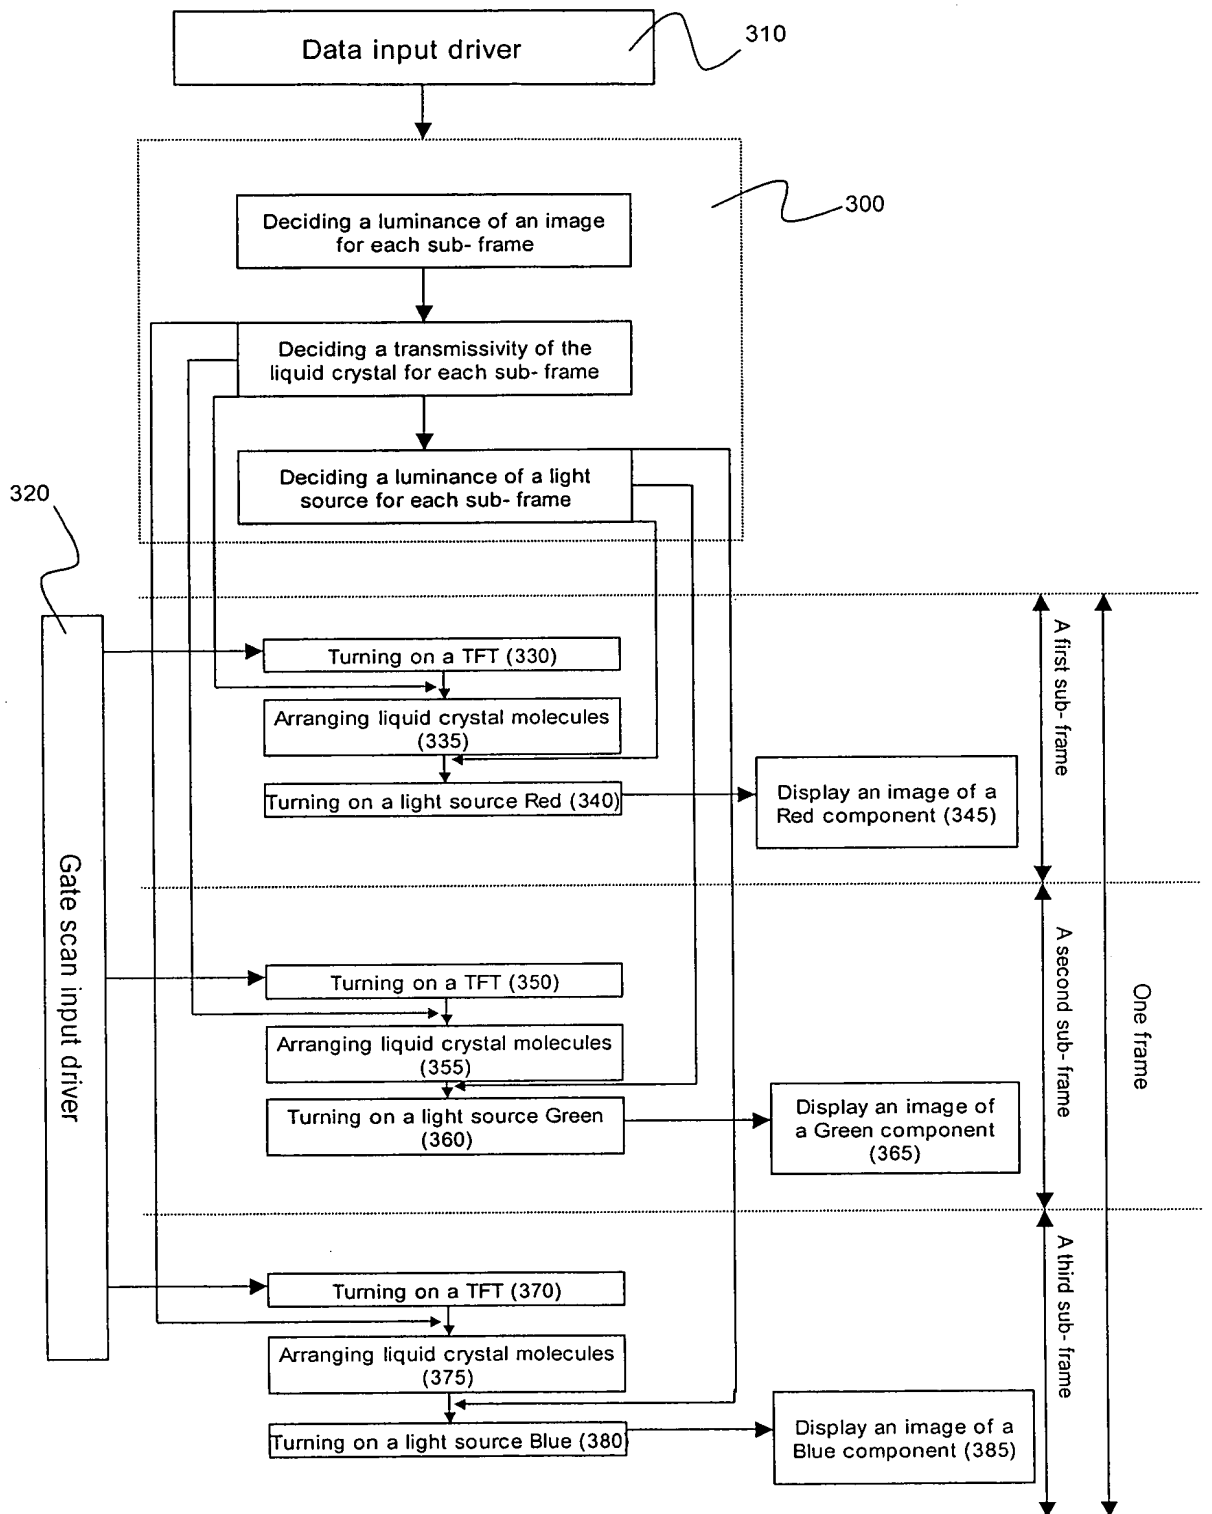 Data input driver
310
300
Deciding a luminance of an image
for each sub- frame
Deciding a transmissivity of the
liquid crystal for each sub- frame
Deciding a luminance of a light
source for each sub- frame
320
Gate scan input driver
Turning on a TFT (330)
Arranging liquid crystal molecules
(335)
Turning on a light source Red (340)
Display an image of a
Red component (345)
A first sub- frame
Turning on a TFT (350)
Arranging liquid crystal molecules
(355)
Turning on a light source Green
(360)
Display an image of
a Green component
(365)
A second sub- frame
One frame
Turning on a TFT (370)
Arranging liquid crystal molecules
(375)
Turning on a light source Blue (380)
Display an image of a
Blue component (385)
A third sub- frame